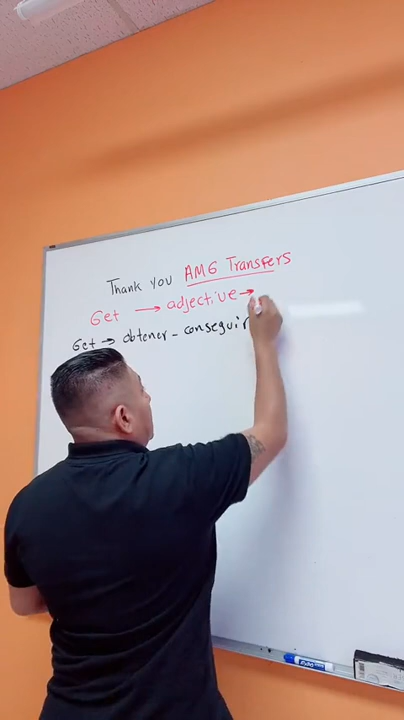 Thank you AMG Transfers
Get → adjective →
Get → obtener - conseguir